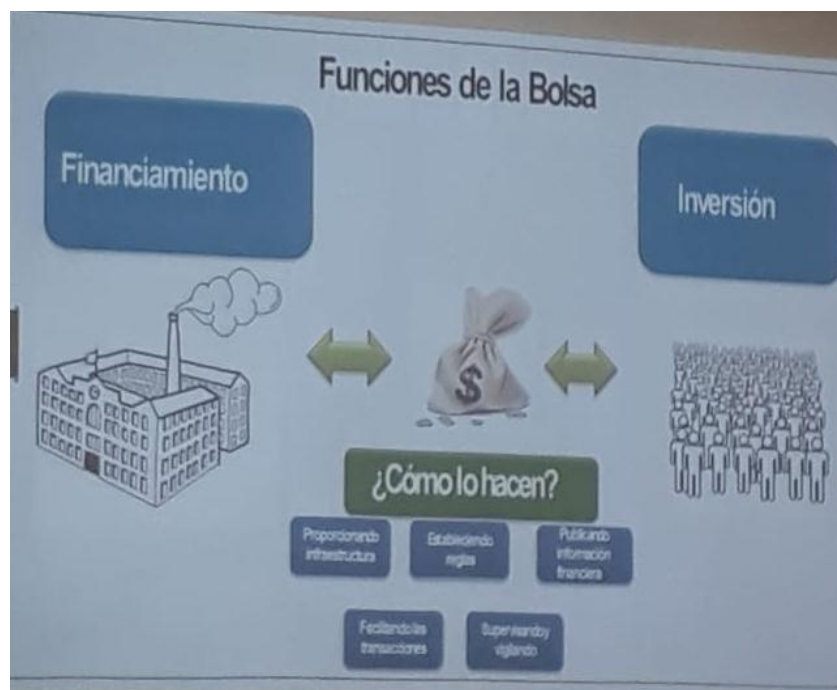 Funciones de la Bolsa
Financiamiento
Inversión
$
¿Cómo lo hacen?
Proporcionando
infraestructura
Estableciendo
reglas
Publicando
información
financiera
Facilitando las
transacciones
Supervisando y
vigilando